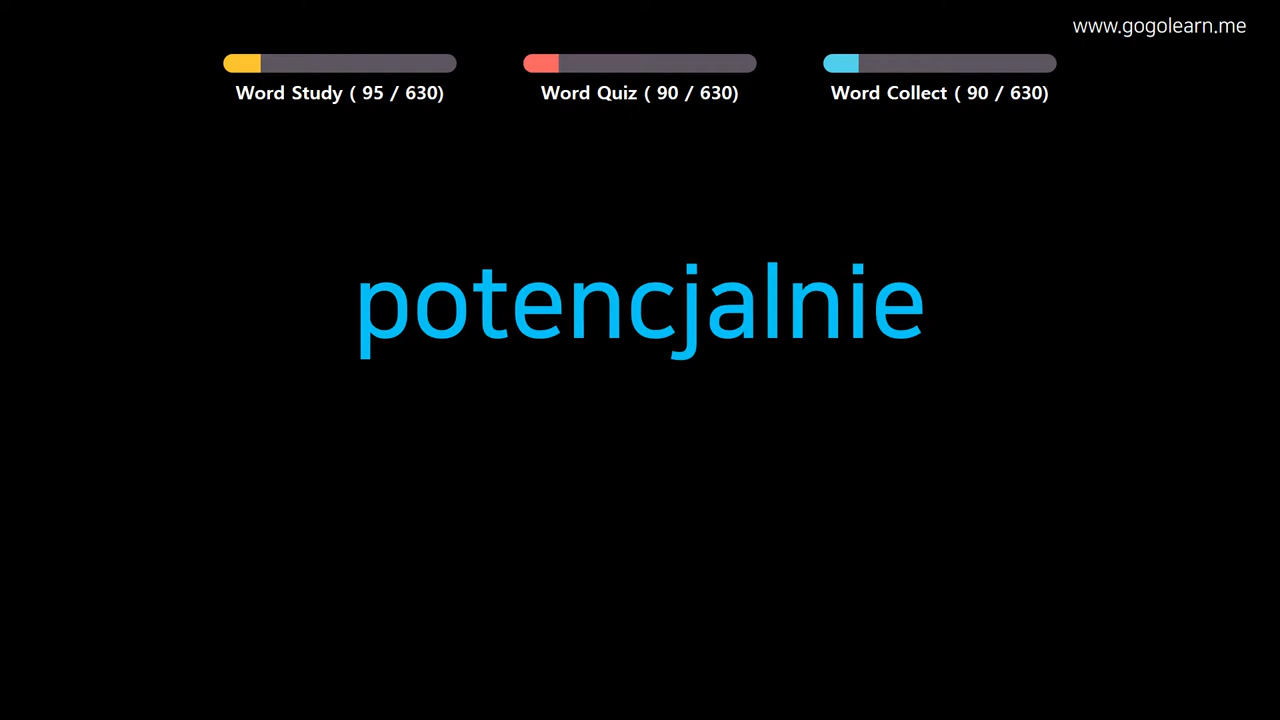 www.gogolearn.me
Word Study ( 95 / 630)
Word Quiz ( 90 / 630)
Word Collect ( 90 / 630)
potencjalnie